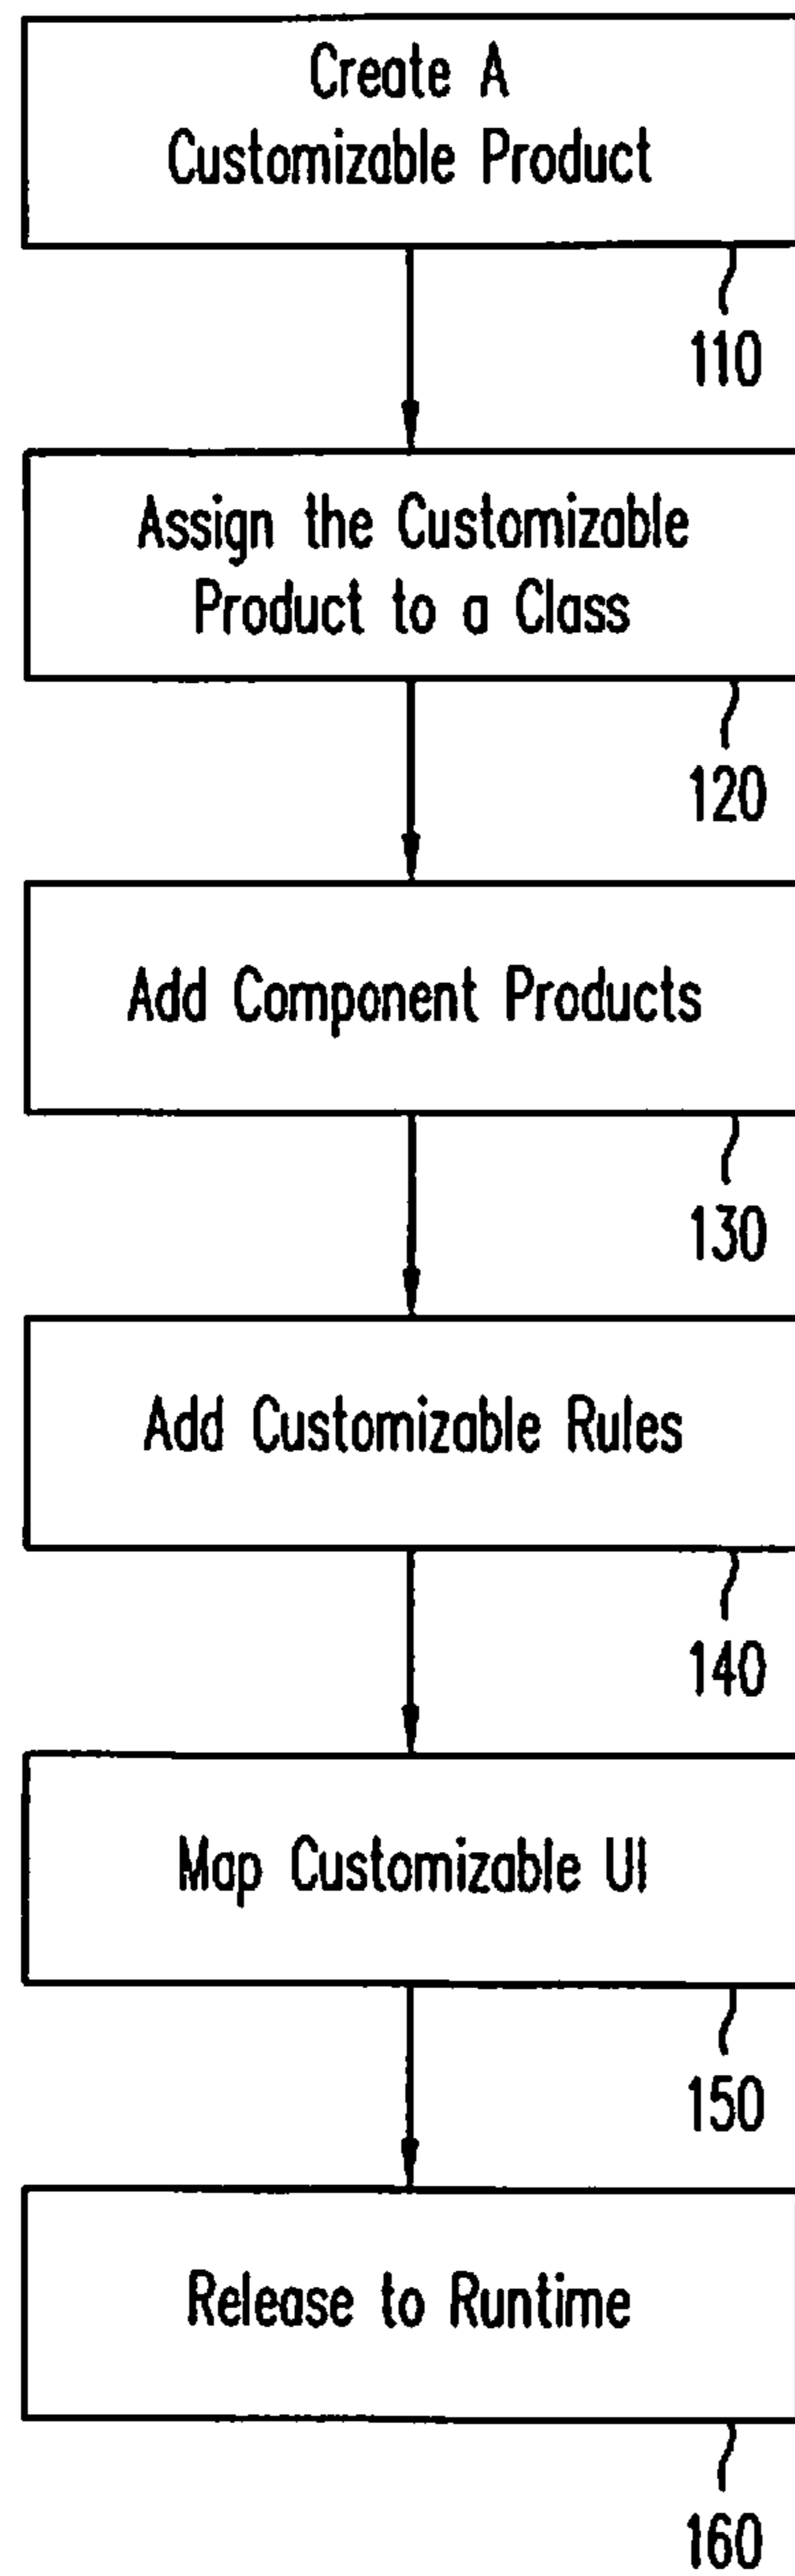 Create A
Customizable Product
110
Assign the Customizable
Product to a Class
120
Add Component Products
130
Add Customizable Rules
140
Map Customizable UI
150
Release to Runtime
160